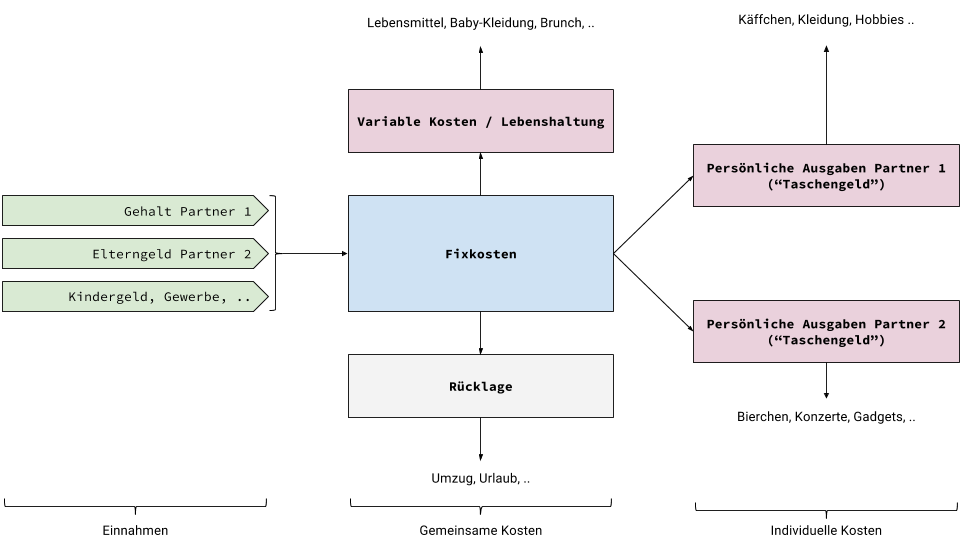 Lebensmittel, Baby-Kleidung, Brunch, ..
Käffchen, Kleidung, Hobbies ..
Variable Kosten / Lebenshaltung
Persönliche Ausgaben Partner 1
(“Taschengeld”)
Gehalt Partner 1
Elterngeld Partner 2
Kindergeld, Gewerbe, ..
Fixkosten
Persönliche Ausgaben Partner 2
(“Taschengeld”)
Rücklage
Bierchen, Konzerte, Gadgets, ..
Umzug, Urlaub, ..
Einnahmen
Gemeinsame Kosten
Individuelle Kosten